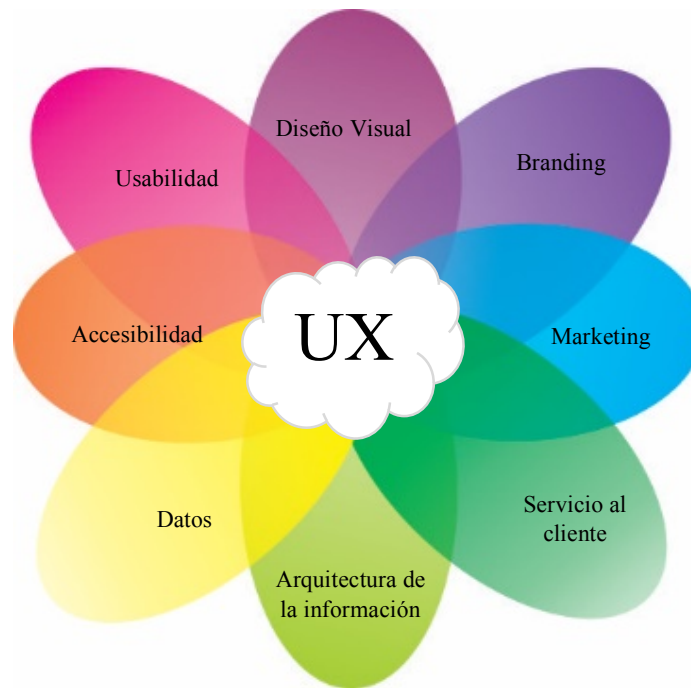 Diseño Visual
Branding
Usabilidad
UX
Accesibilidad
Marketing
Datos
Servicio al
cliente
Arquitectura de
la información